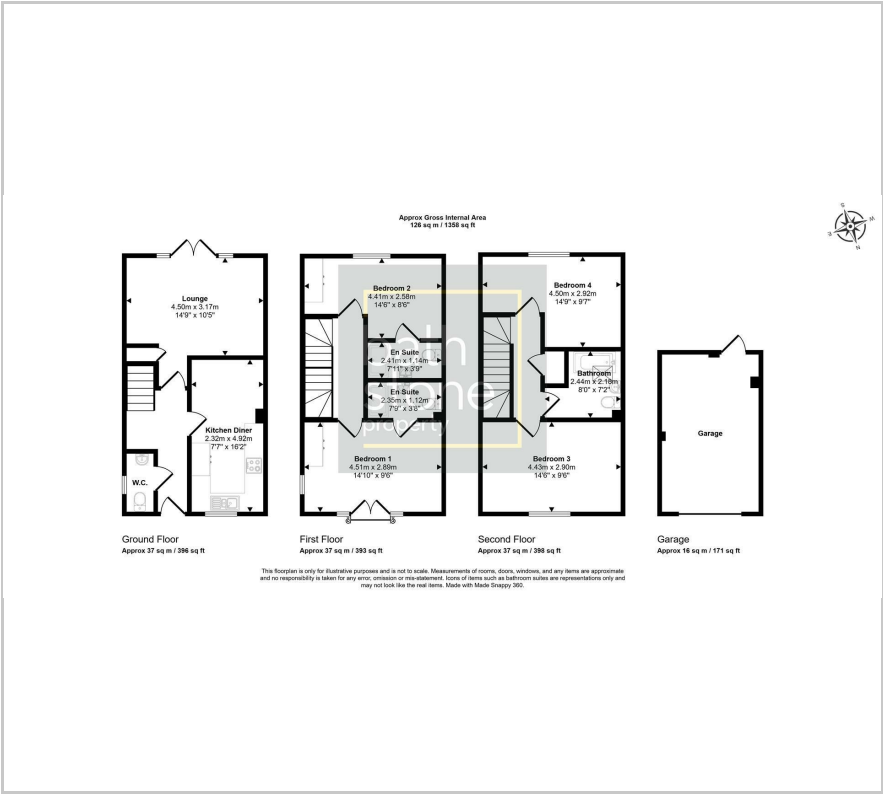 Approx Gross Internal Area
126 sq m / 1358 sq ft
S
E
W
N
Lounge
4.50m x 3.17m
14'9" x 10'5"
Kitchen Diner
2.32m x 4.92m
7'7" x 16'2"
W.C.
Ground Floor
Approx 37 sq m / 396 sq ft
Bedroom 2
4.41m x 2.58m
14'6" x 8'6"
En Suite
2.41m x 1.14m
7'11" x 3'9"
En Suite
2.35m x 1.12m
7'9" x 3'8"
Bedroom 1
4.51m x 2.89m
14'10" x 9'6"
First Floor
Approx 37 sq m / 393 sq ft
bath
stone
property
Bedroom 4
4.50m x 2.92m
14'9" x 9'7"
Bathroom
2.44m x 2.18m
8'0" x 7'2"
Bedroom 3
4.43m x 2.90m
14'6" x 9'6"
Second Floor
Approx 37 sq m / 398 sq ft
Garage
Garage
Approx 16 sq m / 171 sq ft
This floorplan is only for illustrative purposes and is not to scale. Measurements of rooms, doors, windows, and any items are approximate
and no responsibility is taken for any error, omission or mis-statement. Icons of items such as bathroom suites are representations only and
may not look like the real items. Made with Made Snappy 360.